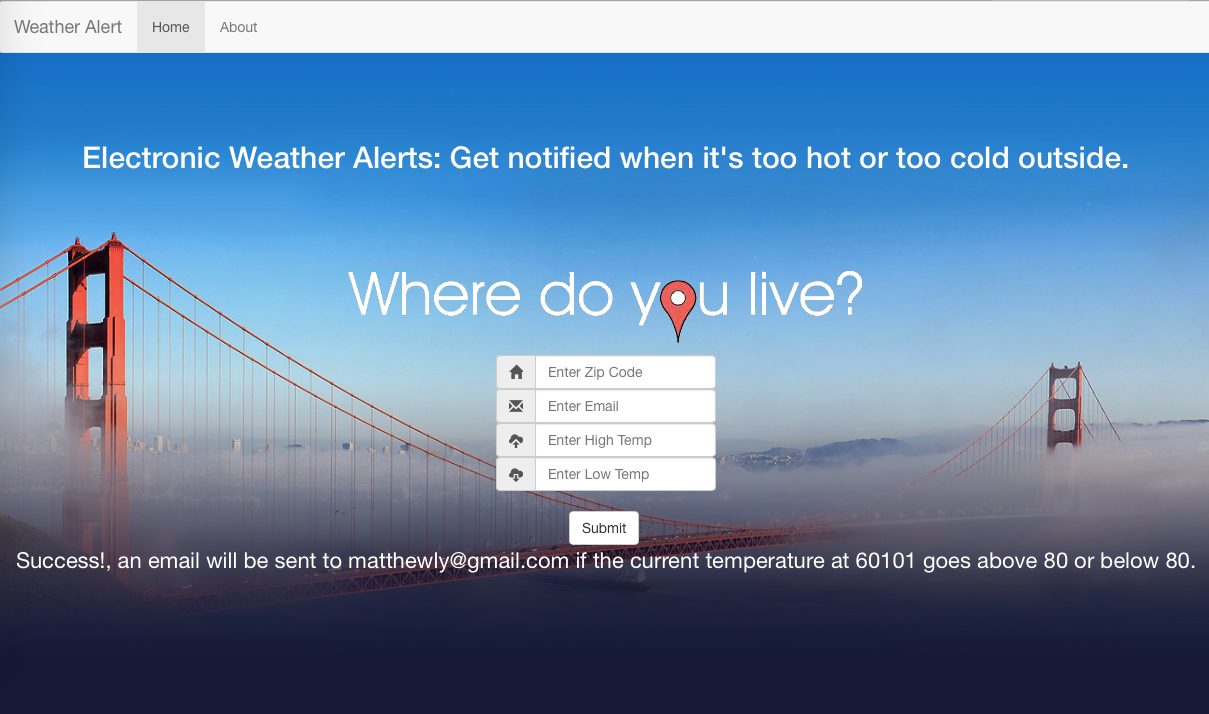 Weather Alert Home About
Electronic Weather Alerts: Get notified when it's too hot or too cold outside.
Where do you live?
Enter Zip Code
Enter Email
Enter High Temp
Enter Low Temp
Submit
Success!, an email will be sent to matthewly@gmail.com if the current temperature at 60101 goes above 80 or below 80.